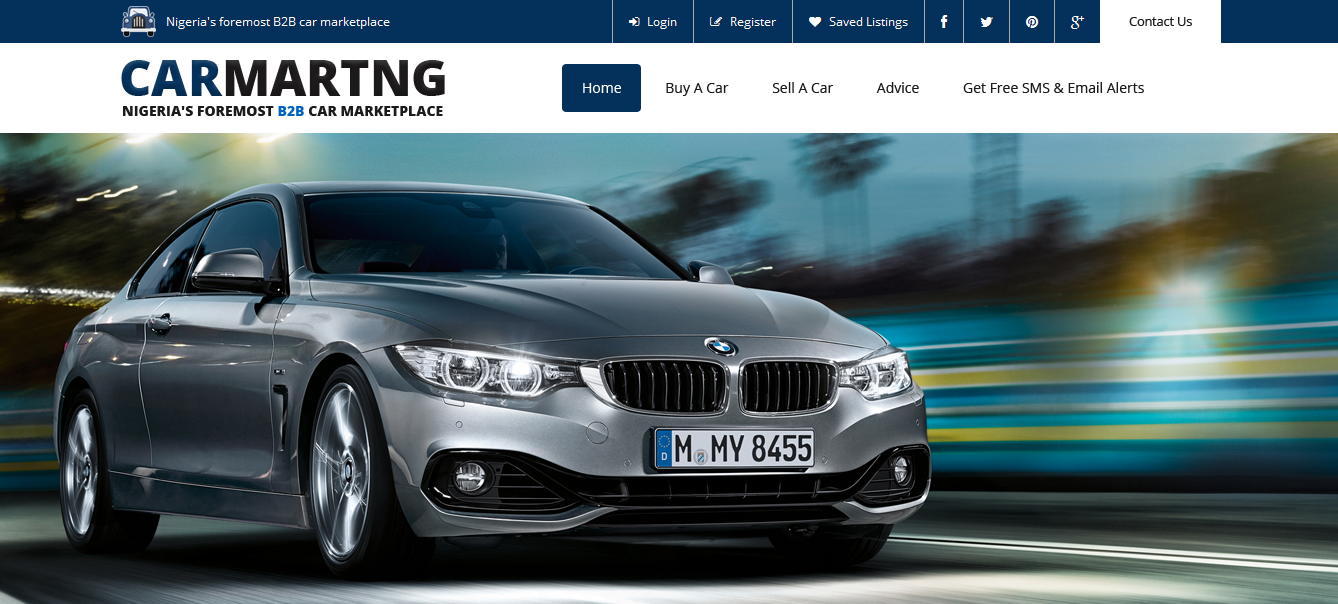 Nigeria's foremost B2B car marketplace
Login
Register
Saved Listings
Contact Us
CARMARTNG
NIGERIA'S FOREMOST B2B CAR MARKETPLACE
Home
Buy A Car
Sell A Car
Advice
Get Free SMS & Email Alerts
D
M MY 8455